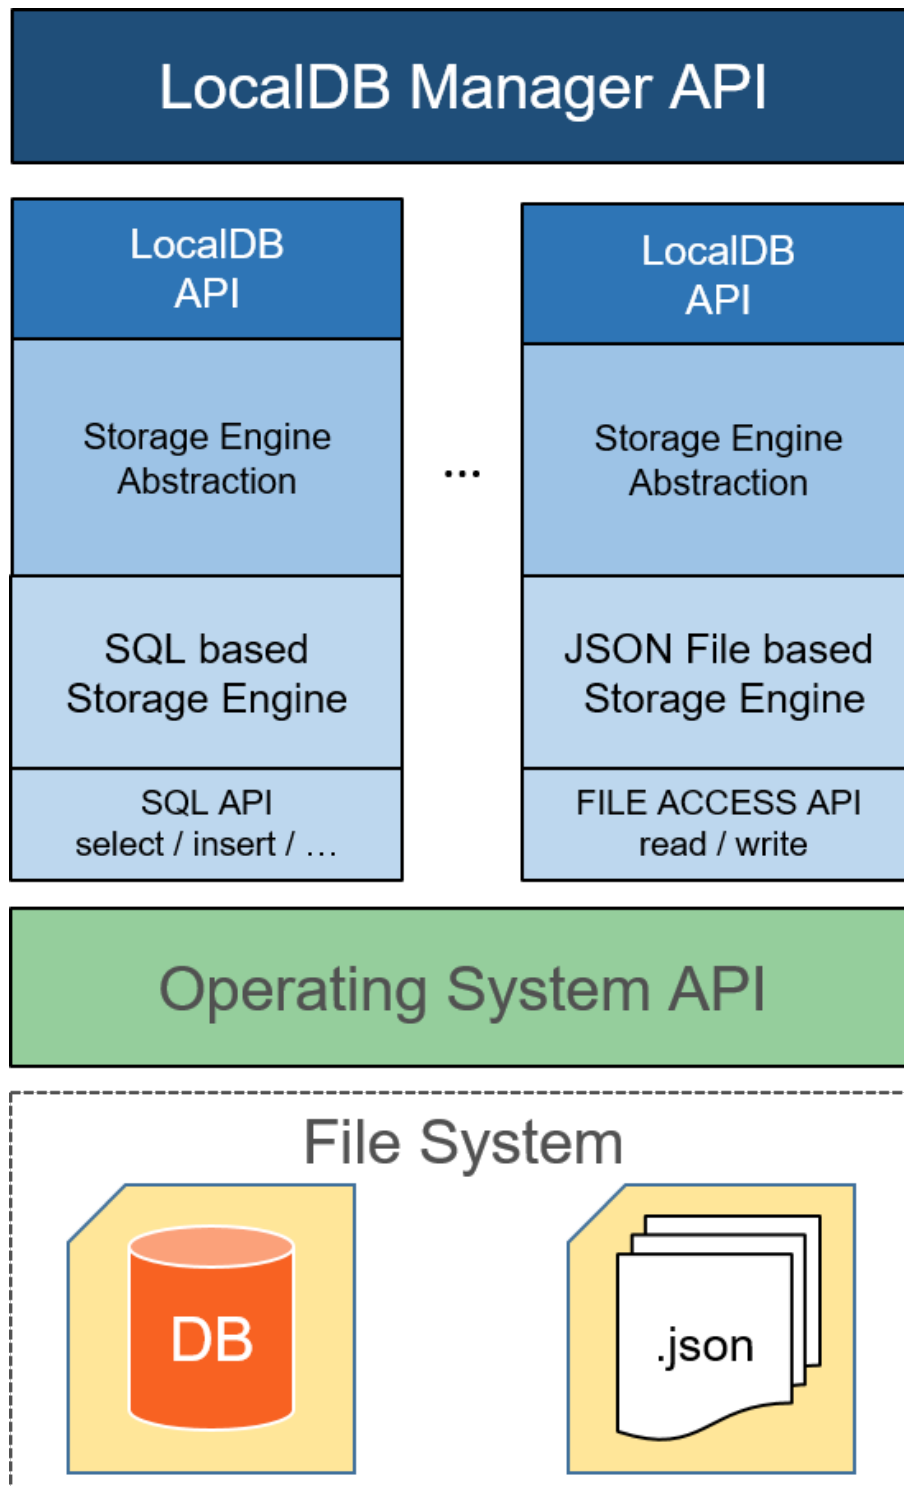 LocalDB Manager API
LocalDB
API
Storage Engine
Abstraction
SQL based
Storage Engine
SQL API
select / insert / ...
...
LocalDB
API
Storage Engine
Abstraction
JSON File based
Storage Engine
FILE ACCESS API
read / write
Operating System API
File System
DB
.json